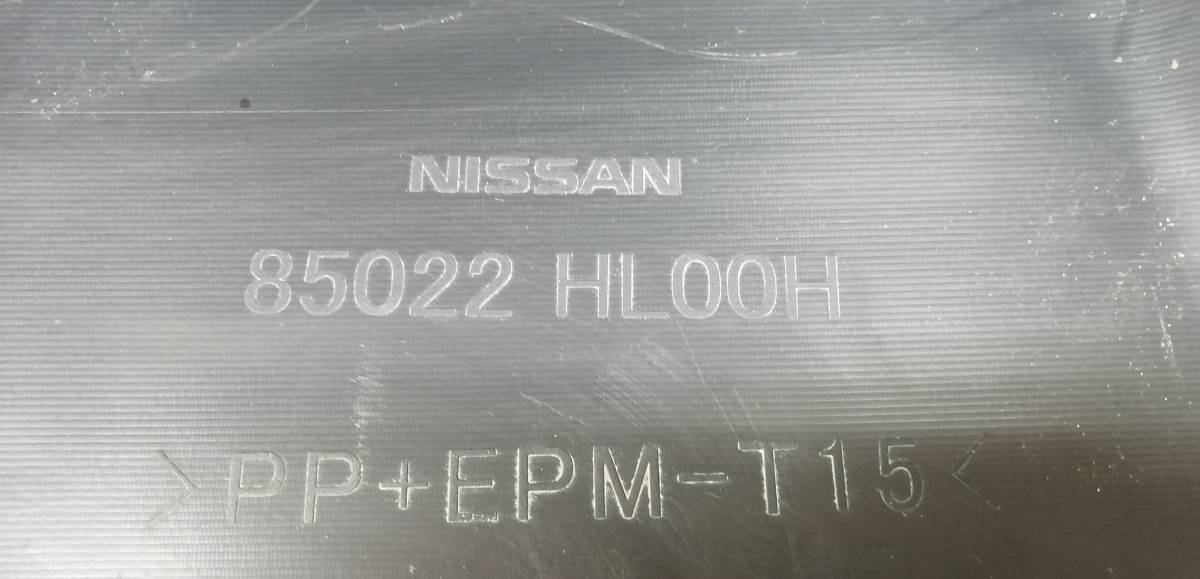 NISSAN
85022 HL00H
>PP+EPM-T15<